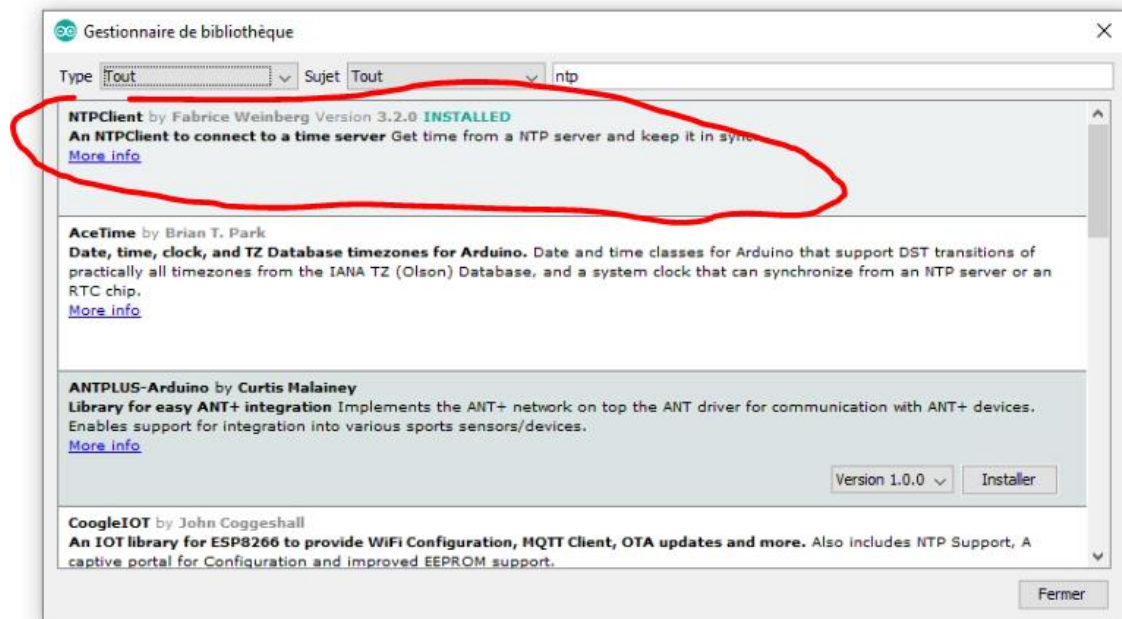 Gestionnaire de bibliothèque
Type Tout Sujet Tout ntp
NTPClient by Fabrice Weinberg Version 3.2.0 INSTALLED
An NTPClient to connect to a time server Get time from a NTP server and keep it in sync.
More info
AceTime by Brian T. Park
Date, time, clock, and TZ Database timezones for Arduino. Date and time classes for Arduino that support DST transitions of
practically all timezones from the IANA TZ (Olson) Database, and a system clock that can synchronize from an NTP server or an
RTC chip.
More info
ANTPLUS-Arduino by Curtis Malainey
Library for easy ANT+ integration Implements the ANT+ network on top the ANT driver for communication with ANT+ devices.
Enables support for integration into various sports sensors/devices.
More info
Version 1.0.0 Installer
CoogleIOT by John Coggeshall
An IOT library for ESP8266 to provide WiFi Configuration, MQTT Client, OTA updates and more. Also includes NTP Support, A
captive portal for Configuration and improved EEPROM support.
Fermer